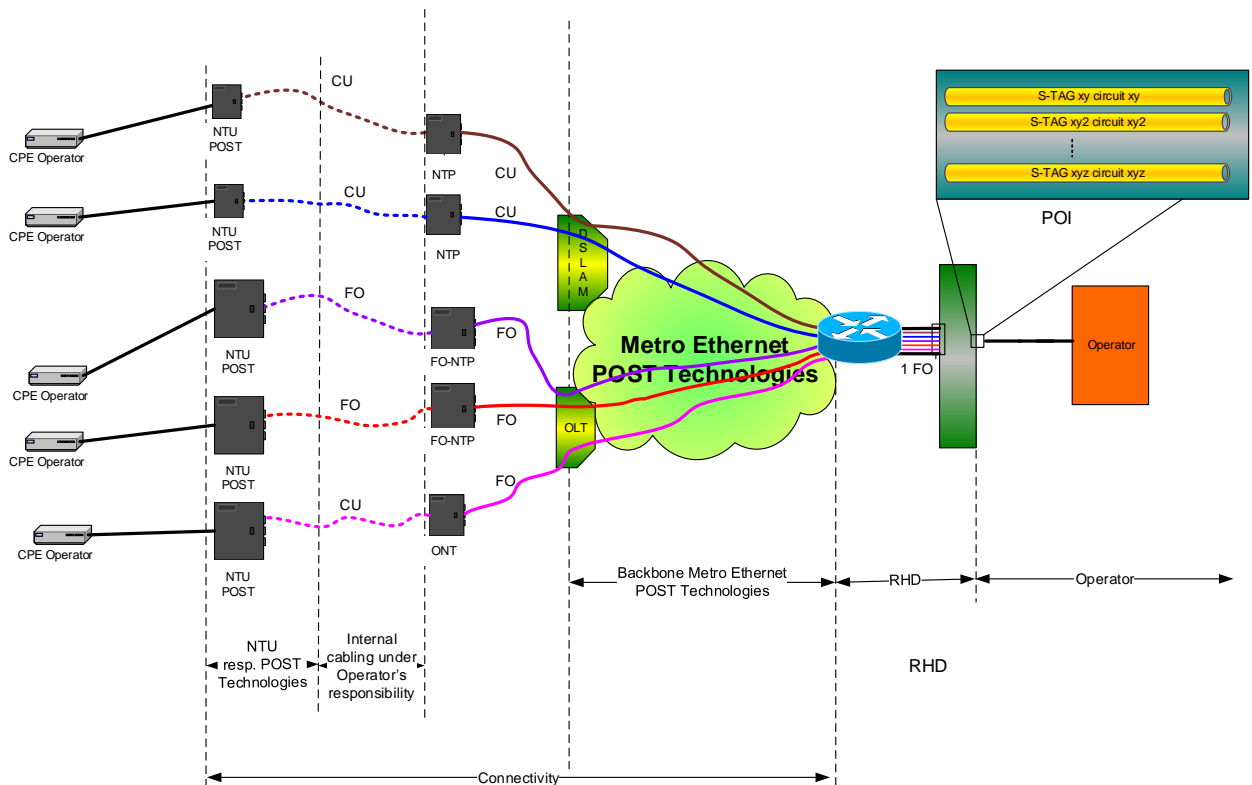 S-TAG xy circuit xy
S-TAG xy2 circuit xy2
S-TAG xyz circuit xyz
POI
CU
NTU
POST
CPE Operator
NTP
CU
CU
NTU
POST
CPE Operator
NTP
CU
DSLAM
FO
NTU
POST
CPE Operator
FO-NTP
FO
Metro Ethernet
POST Technologies
1 FO
Operator
FO
NTU
POST
CPE Operator
FO-NTP
FO
OLT
CU
NTU
POST
CPE Operator
ONT
FO
Backbone Metro Ethernet
POST Technologies
RHD
Operator
NTU
resp. POST
Technologies
Internal
cabling under
Operator's
responsibility
RHD
Connectivity